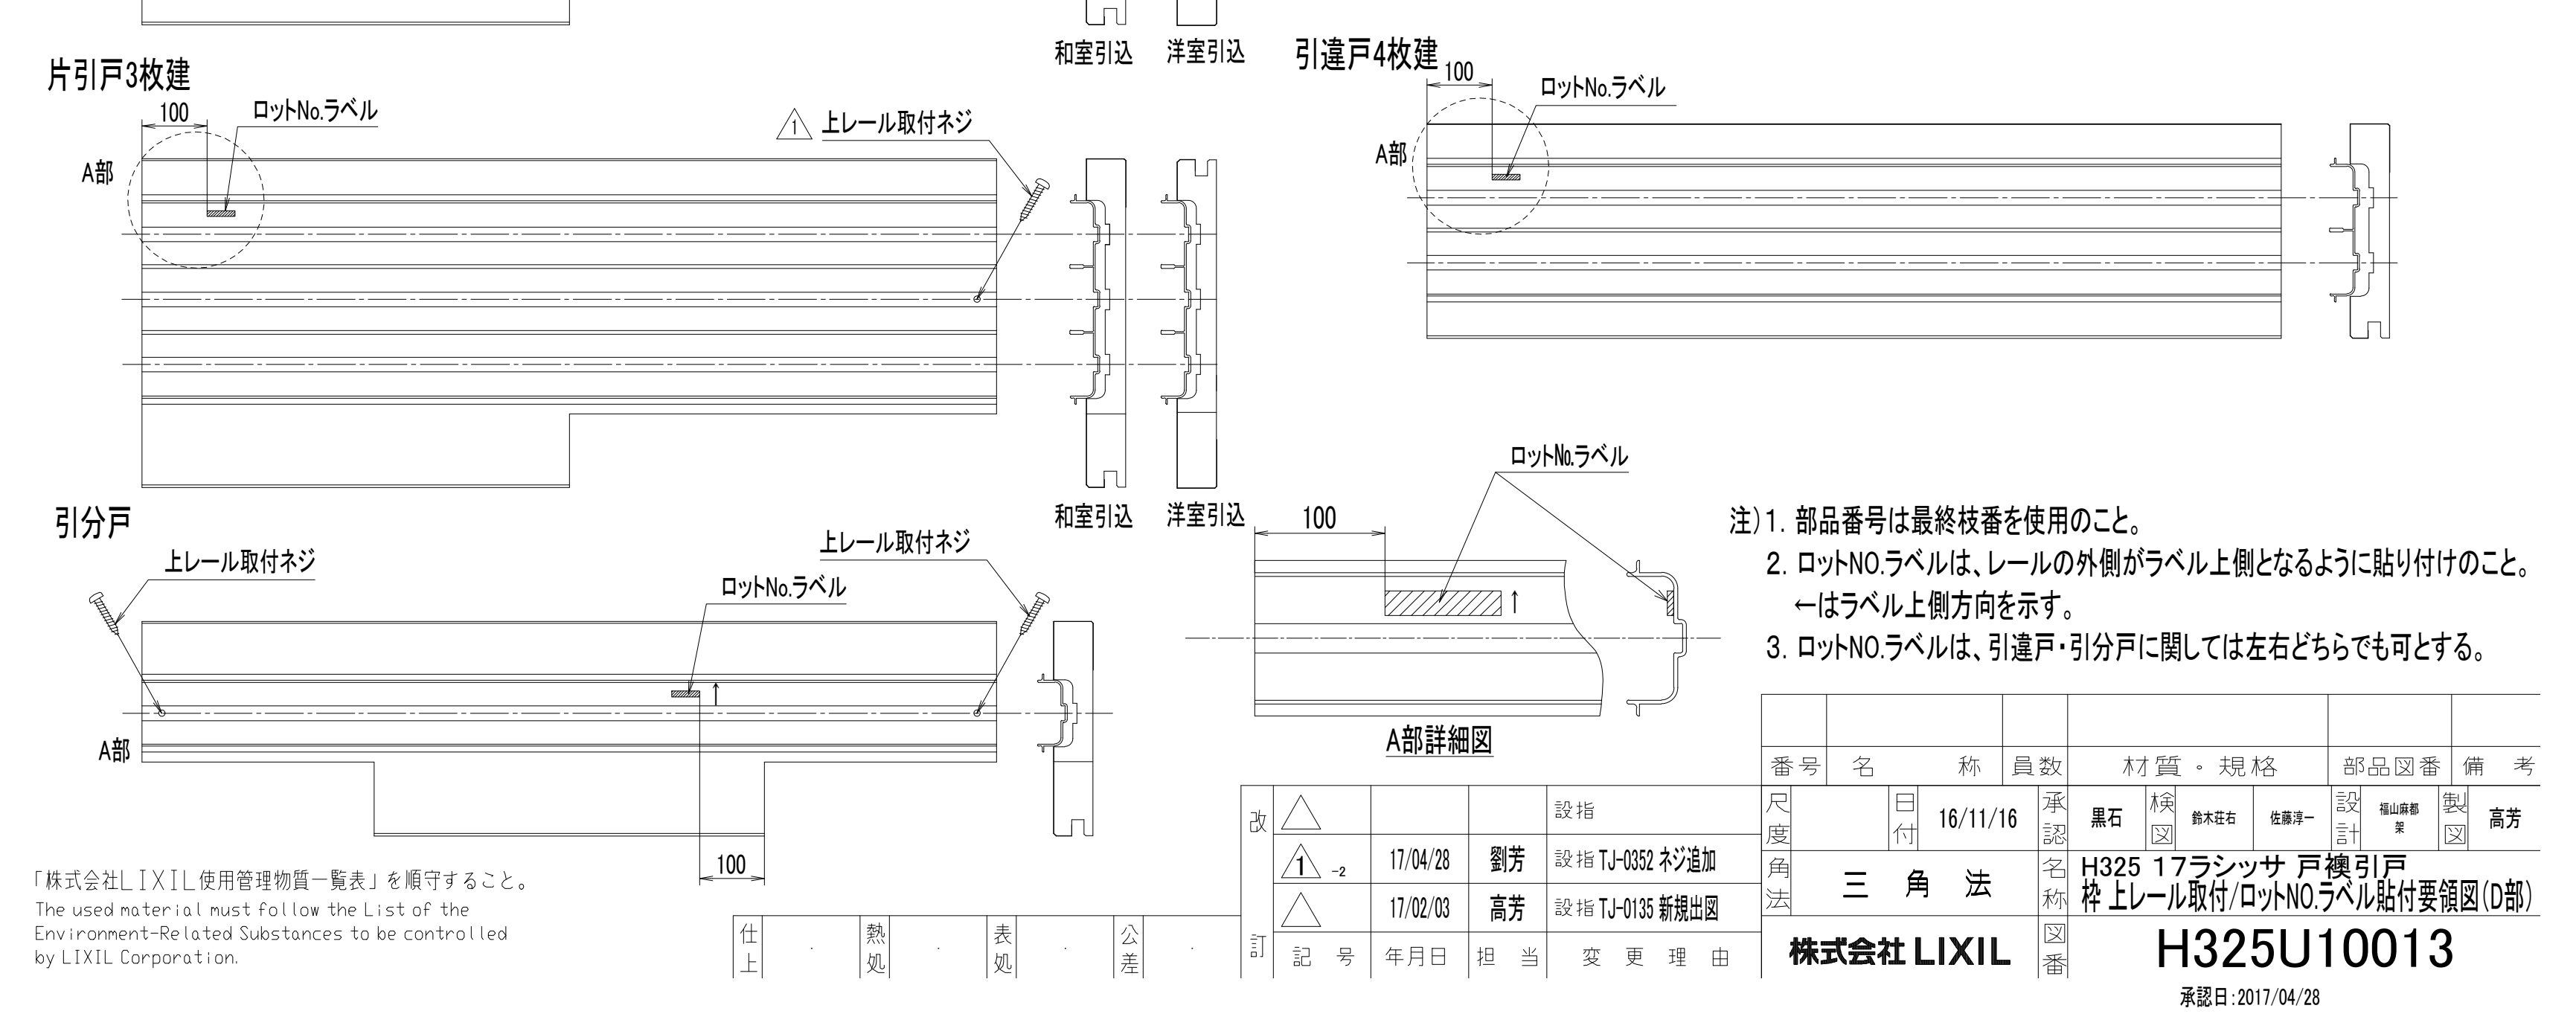 和室引込
洋室引込
片引戸3枚建
100
ロットNo.ラベル
1
上レール取付ネジ
A部
引違戸4枚建
100
ロットNo.ラベル
A部
和室引込
洋室引込
引分戸
上レール取付ネジ
ロットNo.ラベル
上レール取付ネジ
A部
100
ロットNo.ラベル
100
↑
A部詳細図
注)1. 部品番号は最終枝番を使用のこと。
2. ロットNO.ラベルは、レールの外側がラベル上側となるように貼り付けのこと。
←はラベル上側方向を示す。
3. ロットNO.ラベルは、引違戸・引分戸に関しては左右どちらでも可とする。
「株式会社LIXIL使用管理物質一覧表」を順守すること。
The used material must follow the List of the
Environment-Related Substances to be controlled
by LIXIL Corporation.
仕上
熱処
表処
公差
改訂
設指
1 -2 17/04/28 劉芳 設指 TJ-0352 ネジ追加
17/02/03 高芳 設指 TJ-0135 新規出図
記号 年月日 担当 変更理由
番号 名称 員数 材質・規格 部品図番 備考
尺度 日付 16/11/16 承認 黒石 検図 鈴木荘右 佐藤淳一 設計 福山麻都架 製図 高芳
角法 三角法 名称 H325 17ラシッサ 戸襖引戸
枠 上レール取付/ロットNO.ラベル貼付要領図(D部)
株式会社 LIXIL 図番 H325U10013
承認日:2017/04/28